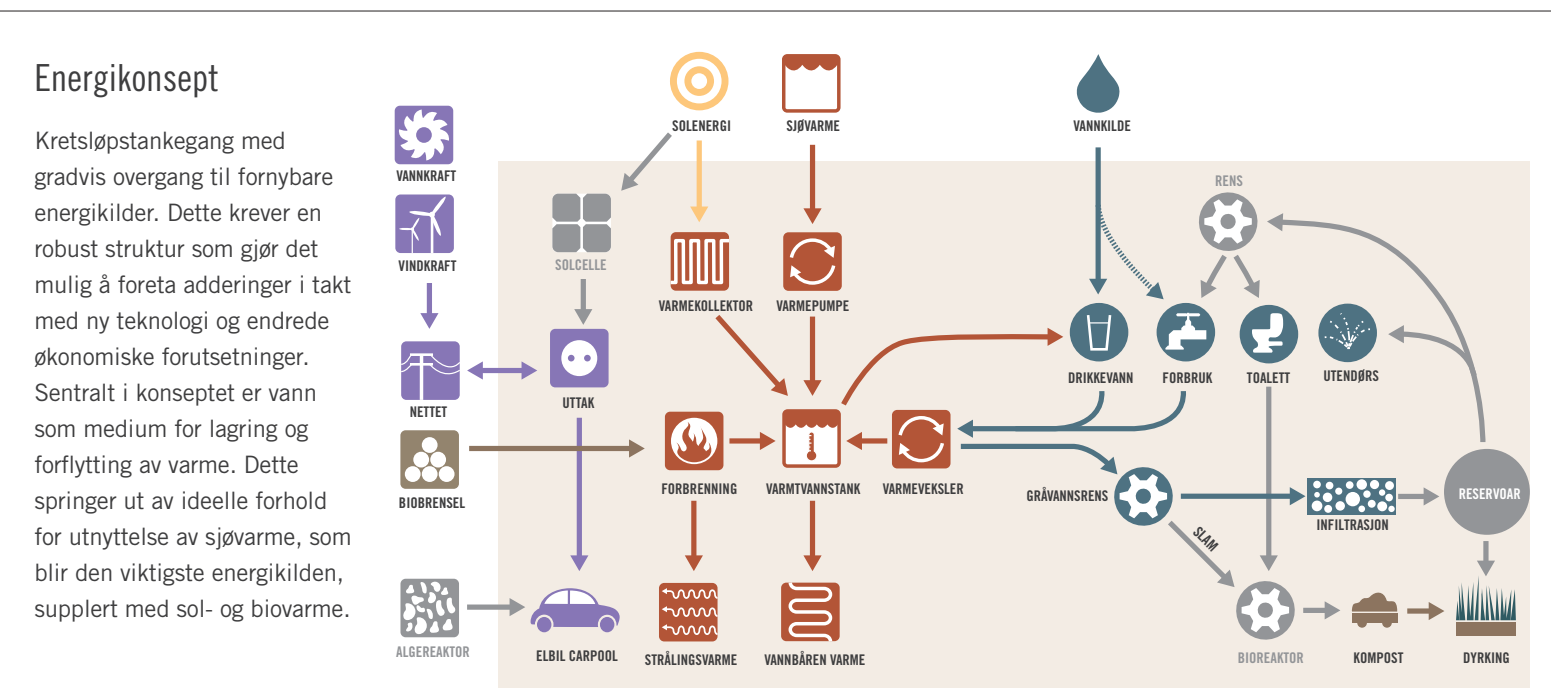 Energikonsept
Kretsløpstankegang med
gradvis overgang til fornybare
energikilder. Dette krever en
robust struktur som gjør det
mulig å foreta adderinger i takt
med ny teknologi og endrede
økonomiske forutsetninger.
Sentralt i konseptet er vann
som medium for lagring og
forflytting av varme. Dette
springer ut av ideelle forhold
for utnyttelse av sjøvarme, som
blir den viktigste energikilden,
supplert med sol- og biovarme.
SOLENERGI
SJØVARME
VANNKILDE
VANNKRAFT
RENS
VINDKRAFT
SOLCELLE
VARMEKOLLEKTOR
VARMEPUMPE
DRIKKEVANN
FORBRUK
TOALETT
UTENDØRS
NETTET
UTTAK
FORBRENNING
VARMTVANNSTANK
VARMEVEKSLER
GRÅVANNSRENS
RESERVOAR
BIOBRENSEL
INFILTRASJON
SLAM
ALGEREAKTOR
ELBIL CARPOOL
STRÅLINGSVARME
VANNBÅREN VARME
BIOREAKTOR
KOMPOST
DYRKING